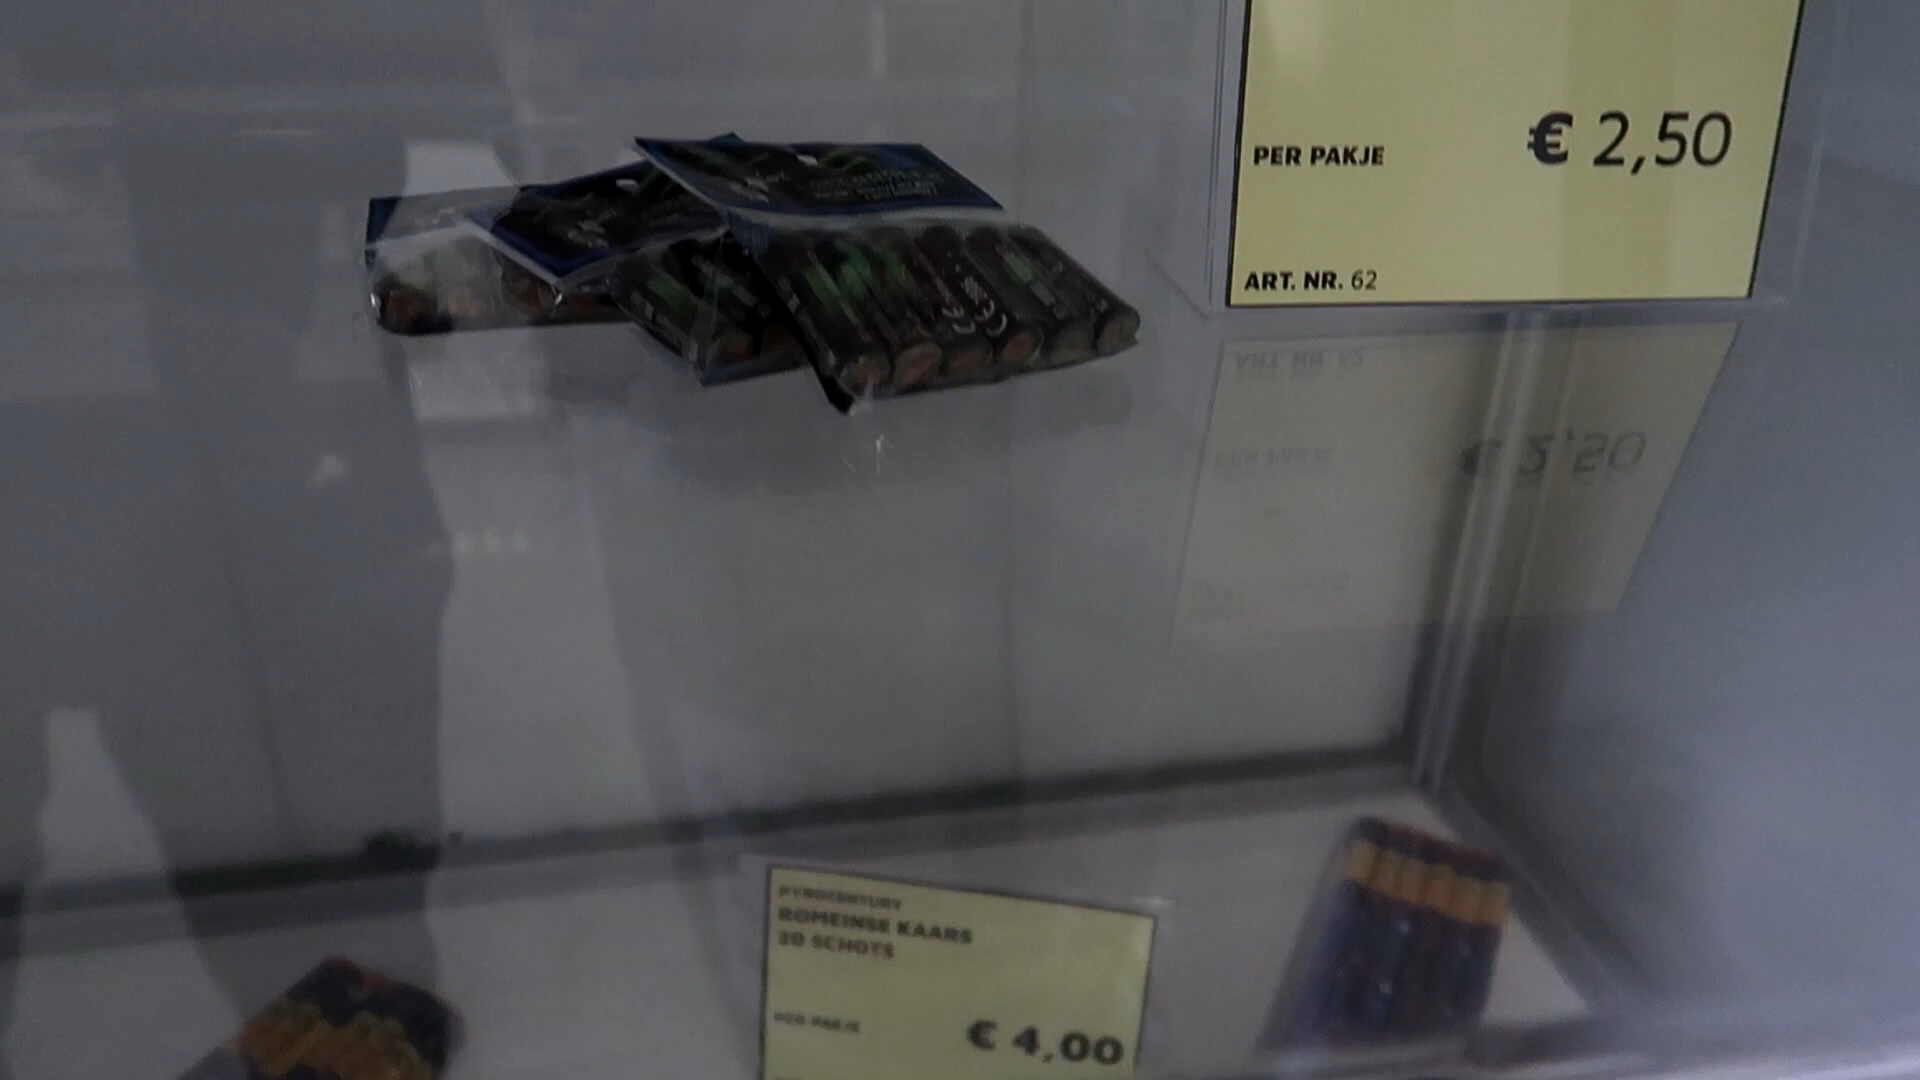 PER PAKJE € 2,50
ART. NR. 62
PYROCENTURY
ROMEINSE KAARS
20 SCHOTS
PER PAKJE € 4,00